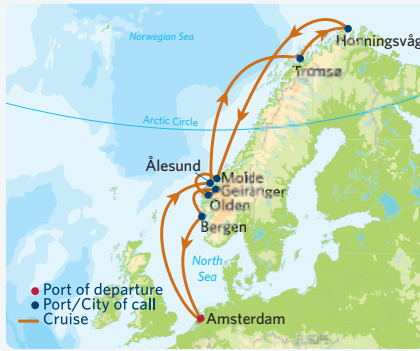 Norwegian Sea
Honningsvåg
Tromsø
Arctic Circle
Ålesund
Molde
Geiranger
Olden
Bergen
North
Sea
Port of departure
Port/City of call
Cruise
Amsterdam